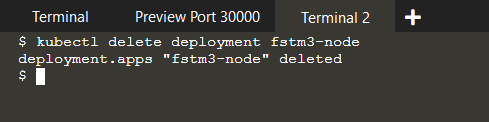 Terminal Preview Port 30000 Terminal 2 +
$ kubectl delete deployment fstm3-node
deployment.apps "fstm3-node" deleted
$